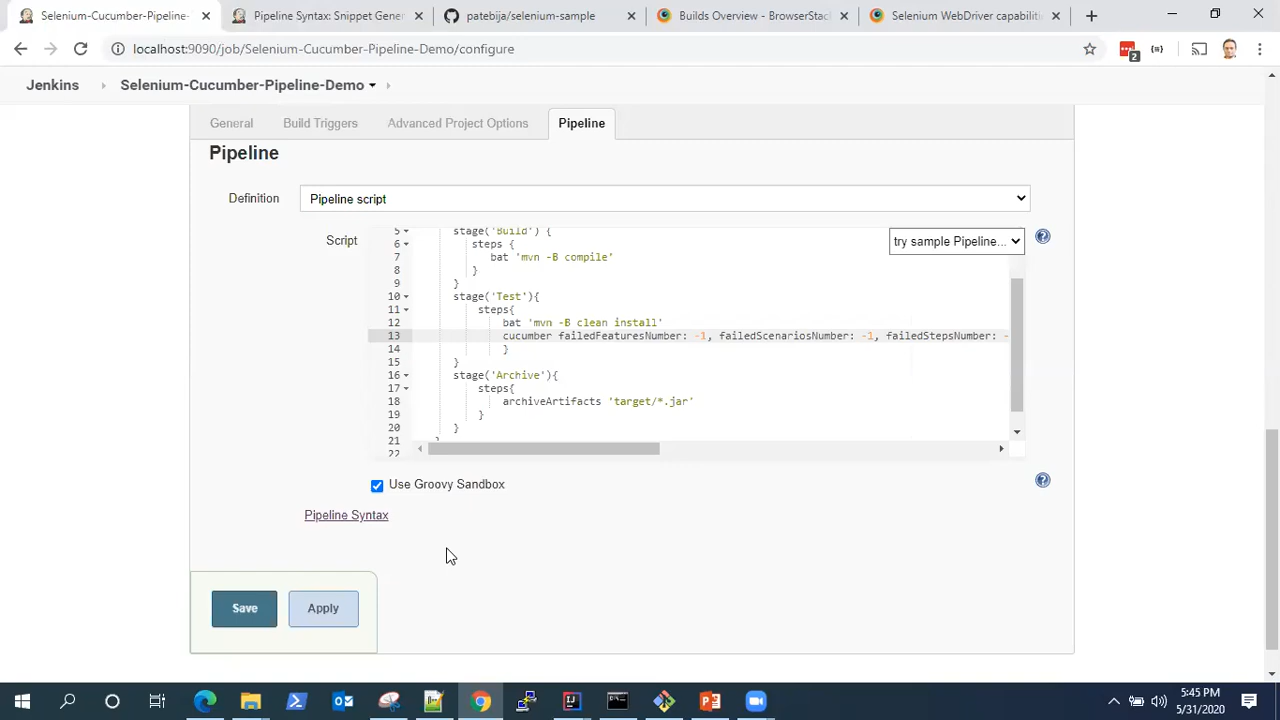 Selenium-Cucumber-Pipeline-
Pipeline Syntax: Snippet Gene
patebijja/selenium-sample
Builds Overview - BrowserStac
Selenium WebDriver capabiliti
localhost:9090/job/Selenium-Cucumber-Pipeline-Demo/configure
2
Jenkins
Selenium-Cucumber-Pipeline-Demo
General
Build Triggers
Advanced Project Options
Pipeline
Pipeline
Definition
Pipeline script
Script
try sample Pipeline...
5 stage('Build') {
6 steps {
7 bat 'mvn -B compile'
8 }
9 }
10 stage('Test'){
11 steps{
12 bat 'mvn -B clean install'
13 cucumber failedFeaturesNumber: -1, failedScenariosNumber: -1, failedStepsNumber: -
14 }
15 }
16 stage('Archive'){
17 steps{
18 archiveArtifacts 'target/*.jar'
19 }
20 }
21 }
22
Use Groovy Sandbox
Pipeline Syntax
Save
Apply
5:45 PM
5/31/2020